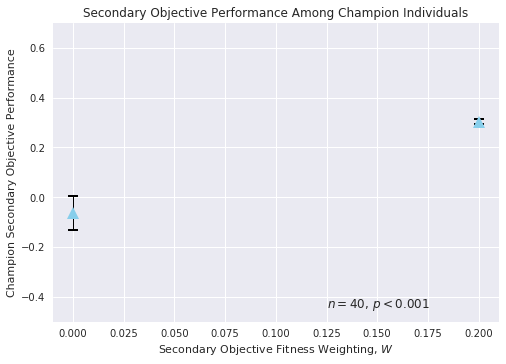 Secondary Objective Performance Among Champion Individuals
Champion Secondary Objective Performance
0.6
0.4
0.2
0.0
−0.2
−0.4
n = 40, p < 0.001
0.000 0.025 0.050 0.075 0.100 0.125 0.150 0.175 0.200
Secondary Objective Fitness Weighting, W